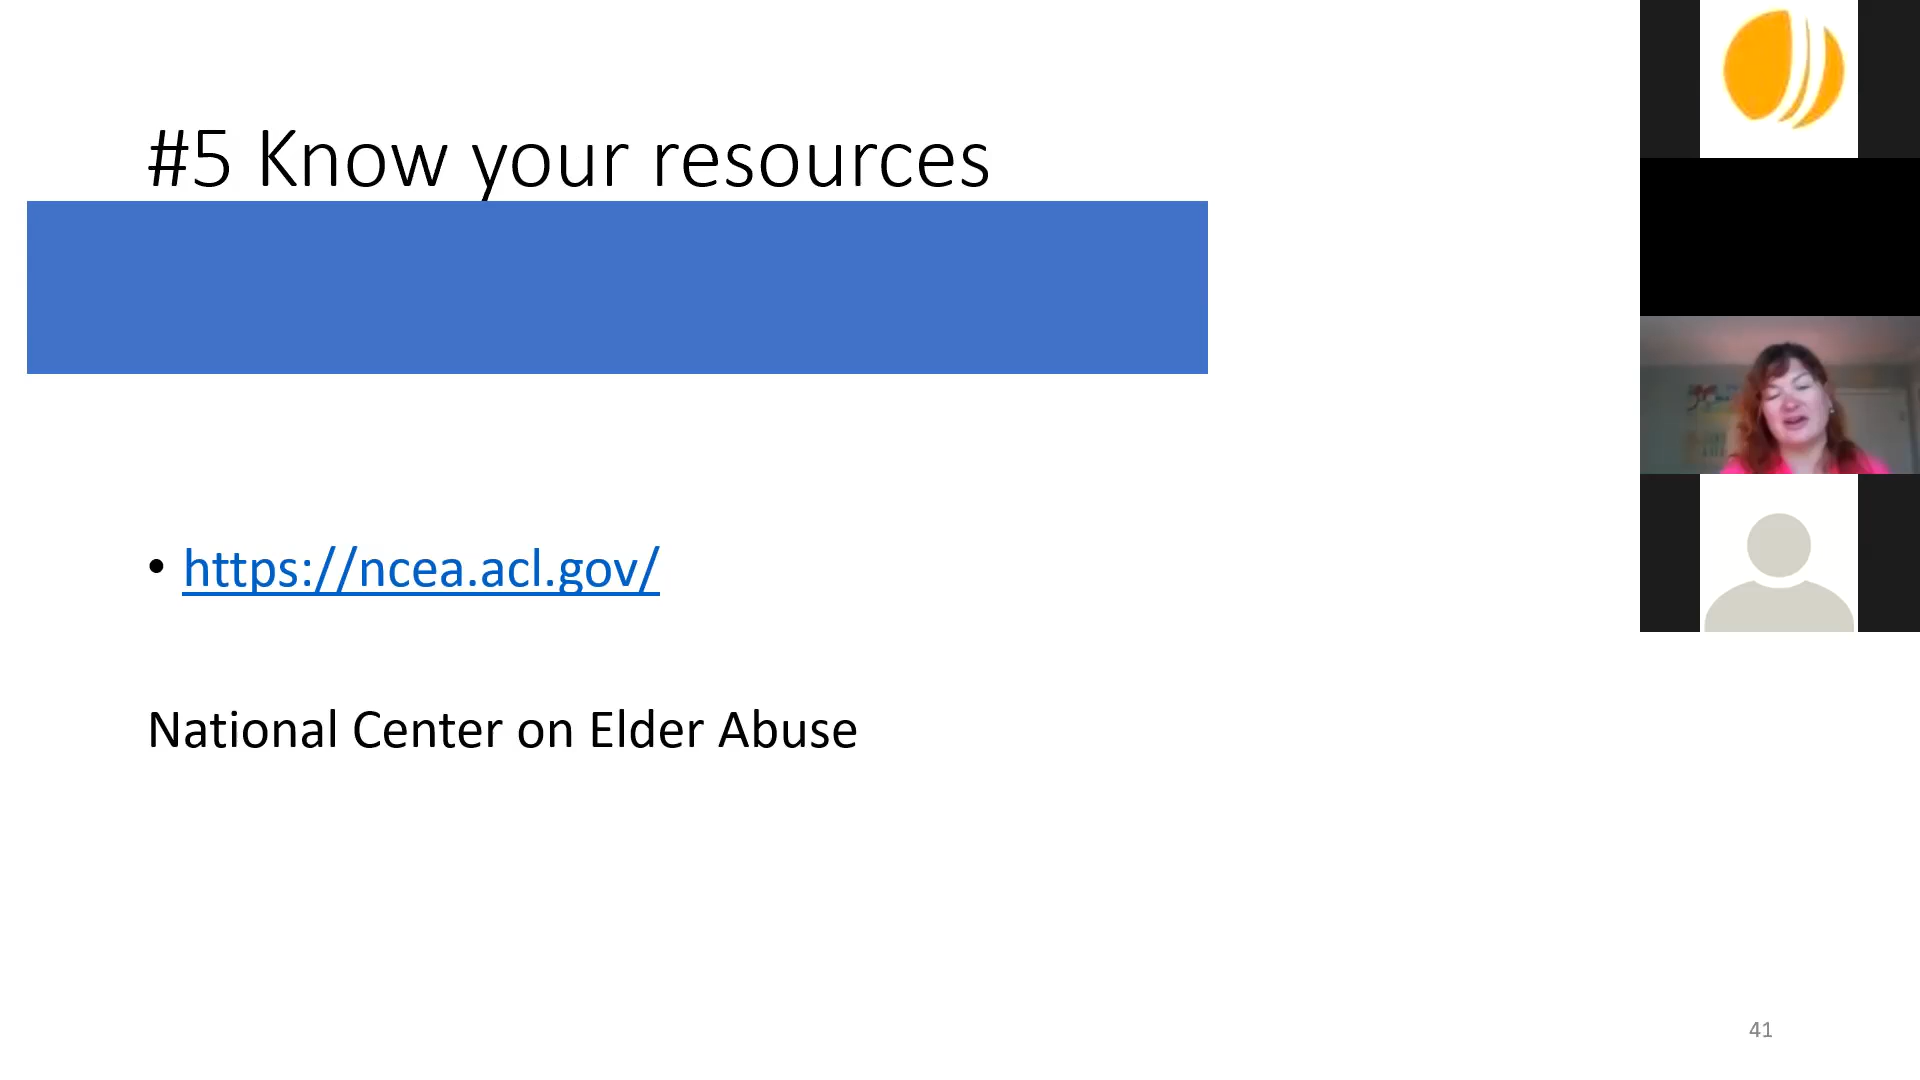 #5 Know your resources
• https://ncea.acl.gov/
National Center on Elder Abuse
41